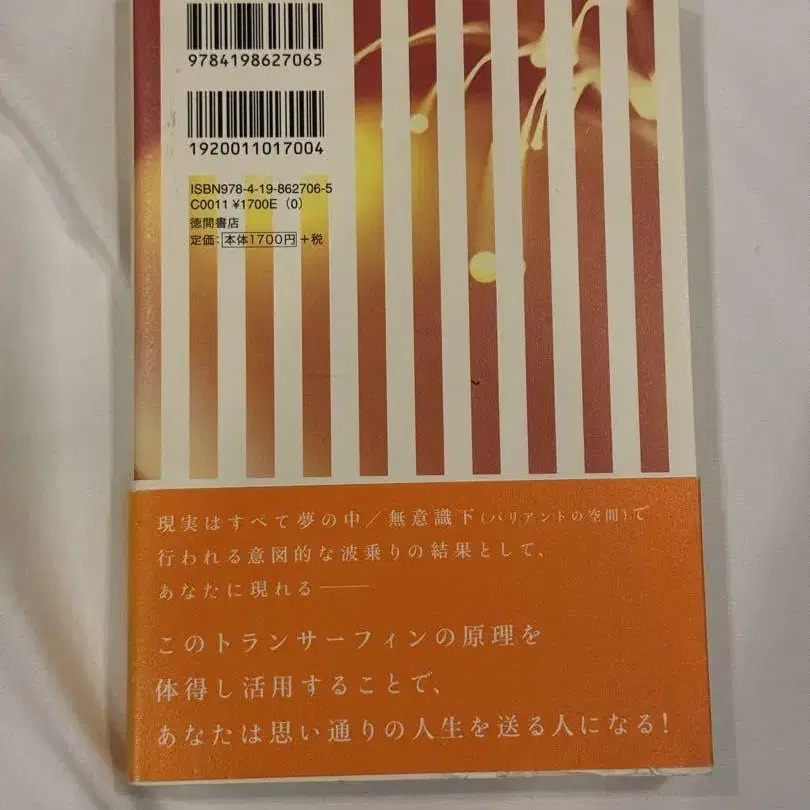 9784198627065
1920011017004
ISBN978-4-19-862706-5
C0011 ¥1700E (0)
徳間書店
定価:本体1700円+税
現実はすべて夢の中/無意識下(バリアントの空間)で
行われる意図的な波乗りの結果として、
あなたに現れる——
このトランサーフィンの原理を
体得し活用することで、
あなたは思い通りの人生を送る人になる!